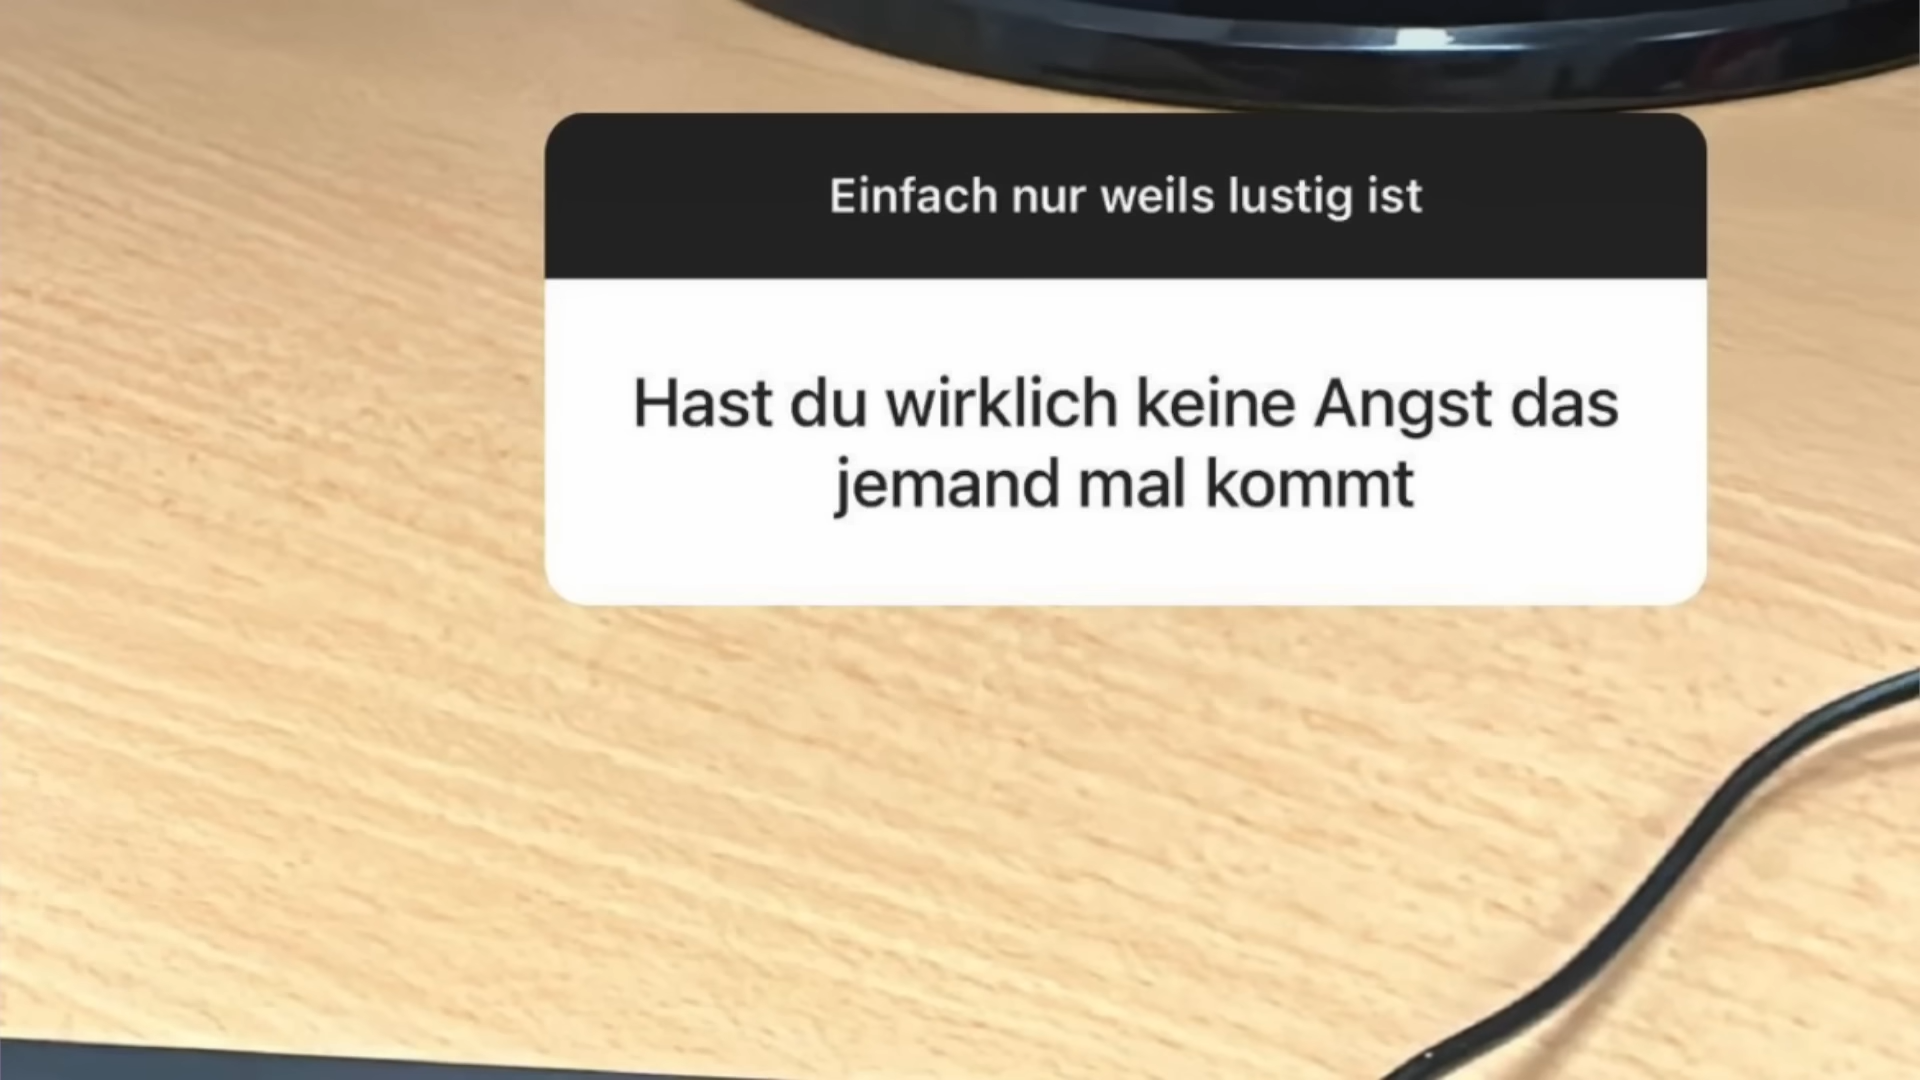 Einfach nur weils lustig ist
Hast du wirklich keine Angst das
jemand mal kommt